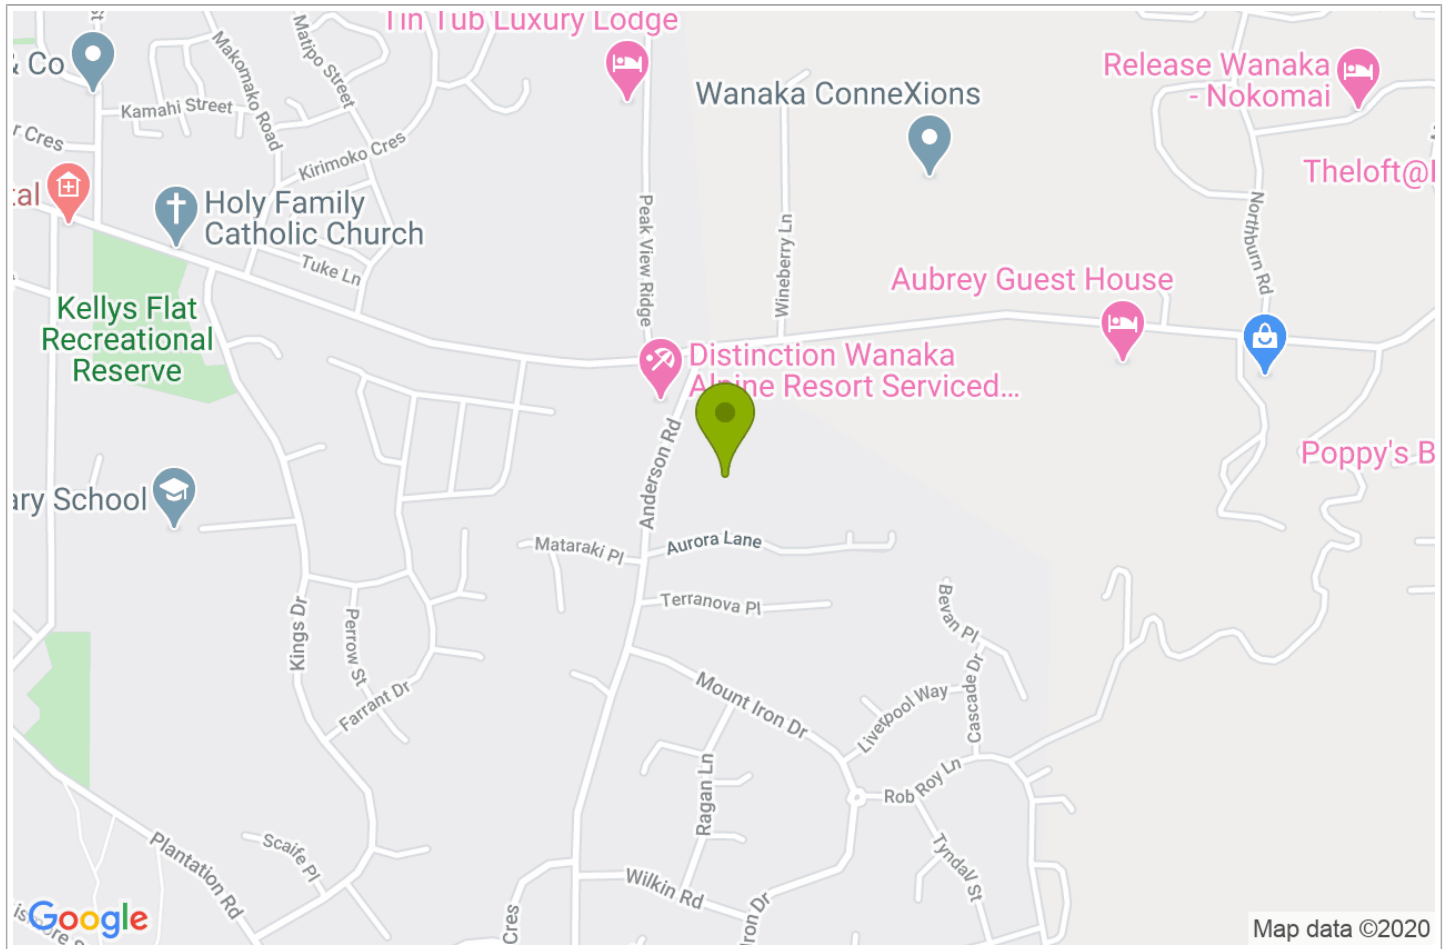 Tin Tub Luxury Lodge
& Co
Kamahi Street
Makomako Road
Matipo Street
Kirimoko Cres
Cres
Wanaka ConneXions
Release Wanaka
- Nokomai
Theloft@
Holy Family
Catholic Church
Tuke Ln
Peak View Ridge
Wineberry Ln
Northburn Rd
Aubrey Guest House
Kellys Flat
Recreational
Reserve
Distinction Wanaka
Alpine Resort Serviced...
Anderson Rd
Poppy's B
ary School
Mataraki Pl
Aurora Lane
Terranova Pl
Bevan Pl
Kings Dr
Perrow St
Farrant Dr
Mount Iron Dr
Liverpool Way
Cascade Dr
Ragan Ln
Rob Roy Ln
Tyndall St
Plantation Rd
Scaife Pl
Wilkin Rd
Cres
Iron Dr
Google
Map data ©2020